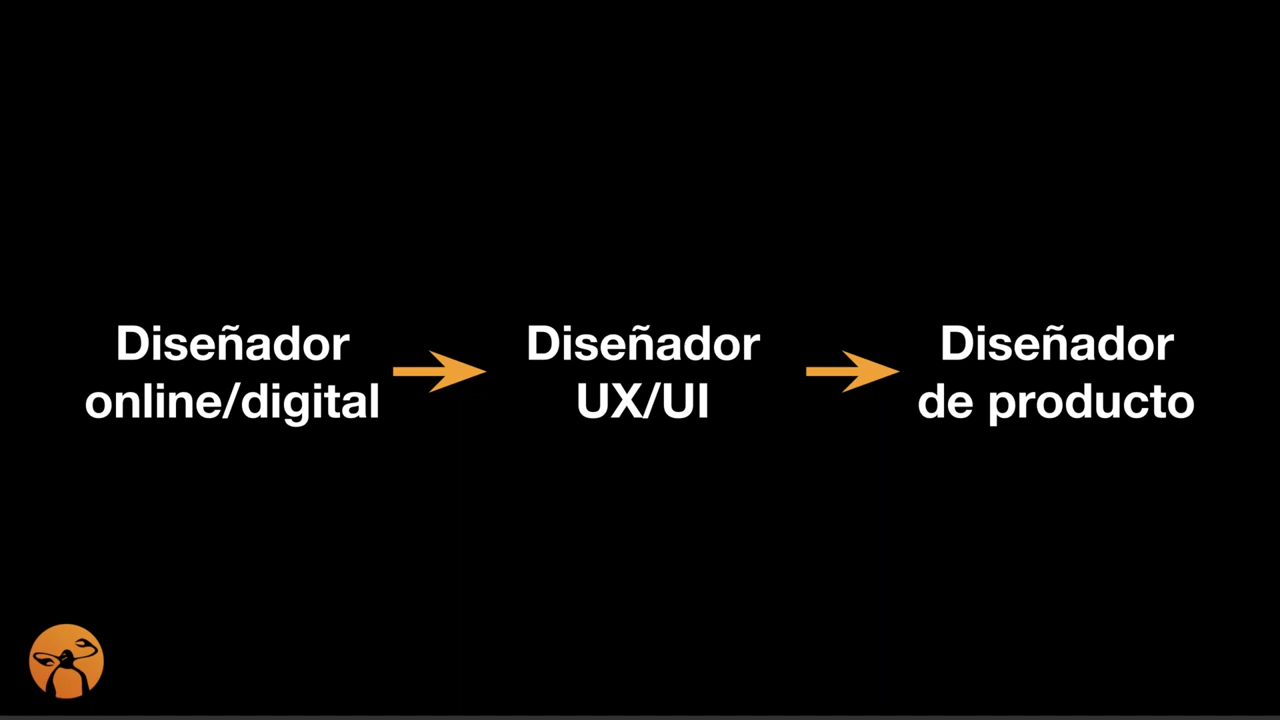 Diseñador
online/digital
Diseñador
UX/UI
Diseñador
de producto